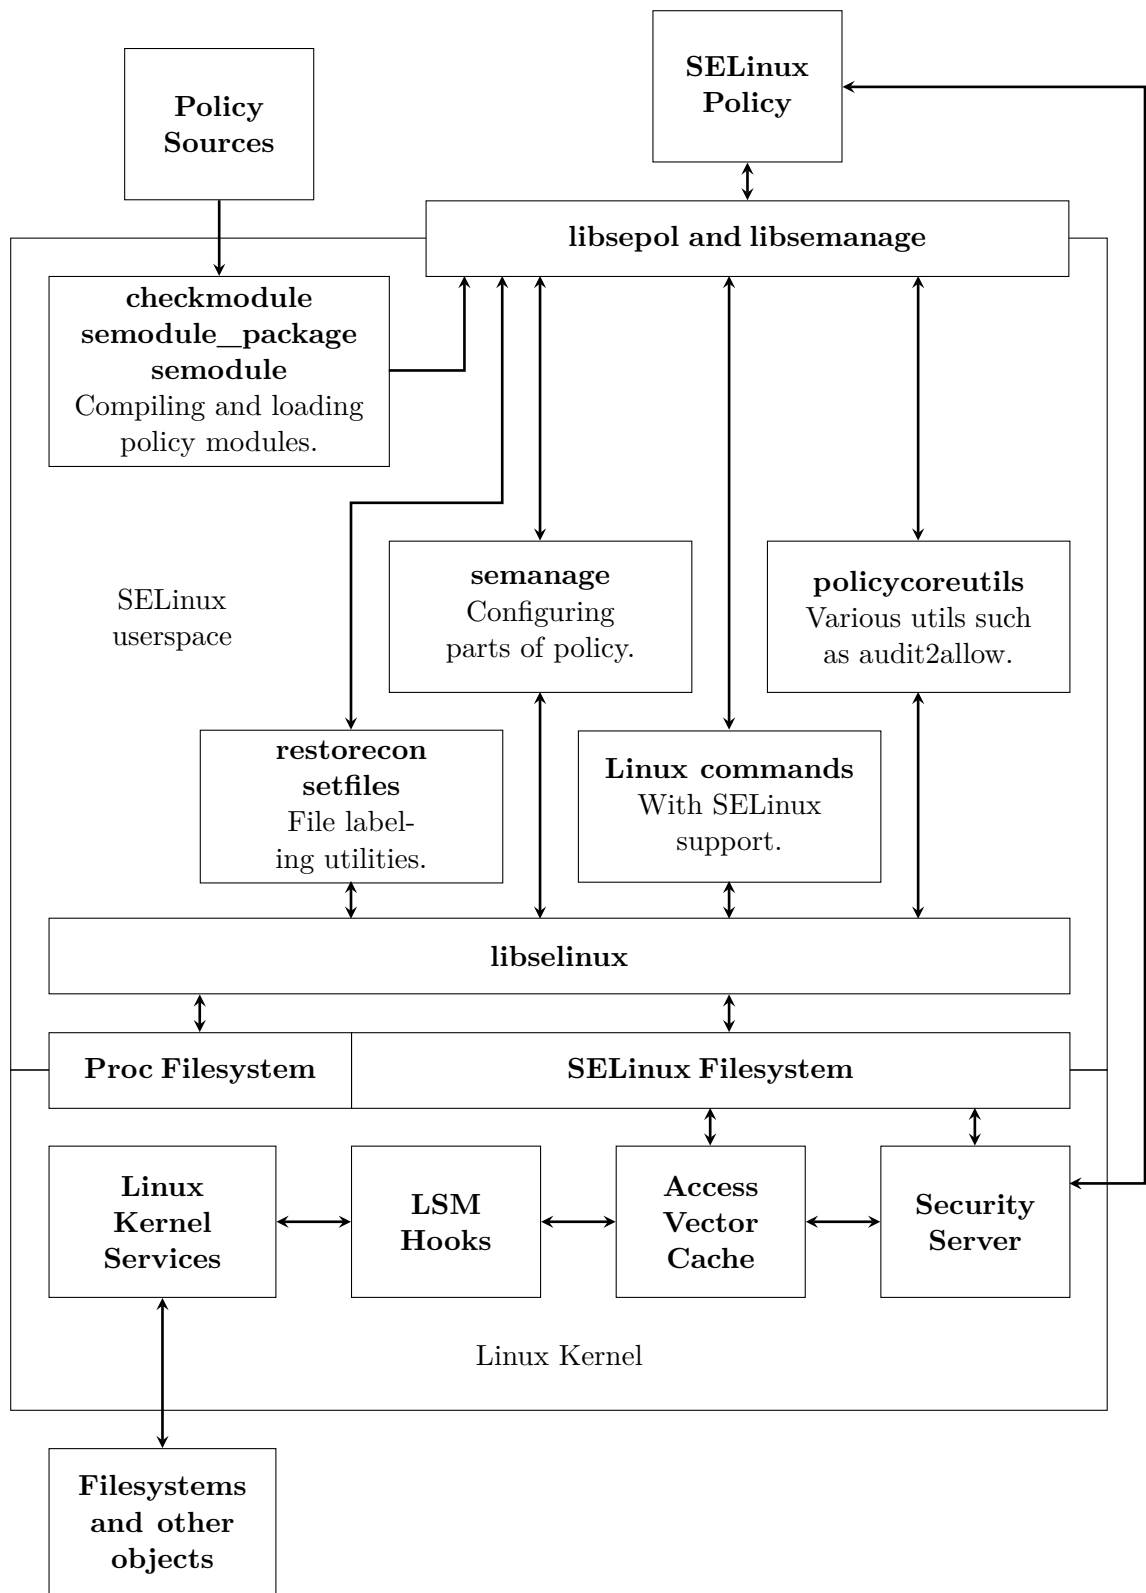 Policy
Sources
SELinux
Policy
libsepol and libsemanage
checkmodule
semodule_package
semodule
Compiling and loading
policy modules.
SELinux
userspace
semanage
Configuring
parts of policy.
policycoreutils
Various utils such
as audit2allow.
restorecon
setfiles
File label-
ing utilities.
Linux commands
With SELinux
support.
libselinux
Proc Filesystem
SELinux Filesystem
Linux
Kernel
Services
LSM
Hooks
Access
Vector
Cache
Security
Server
Linux Kernel
Filesystems
and other
objects